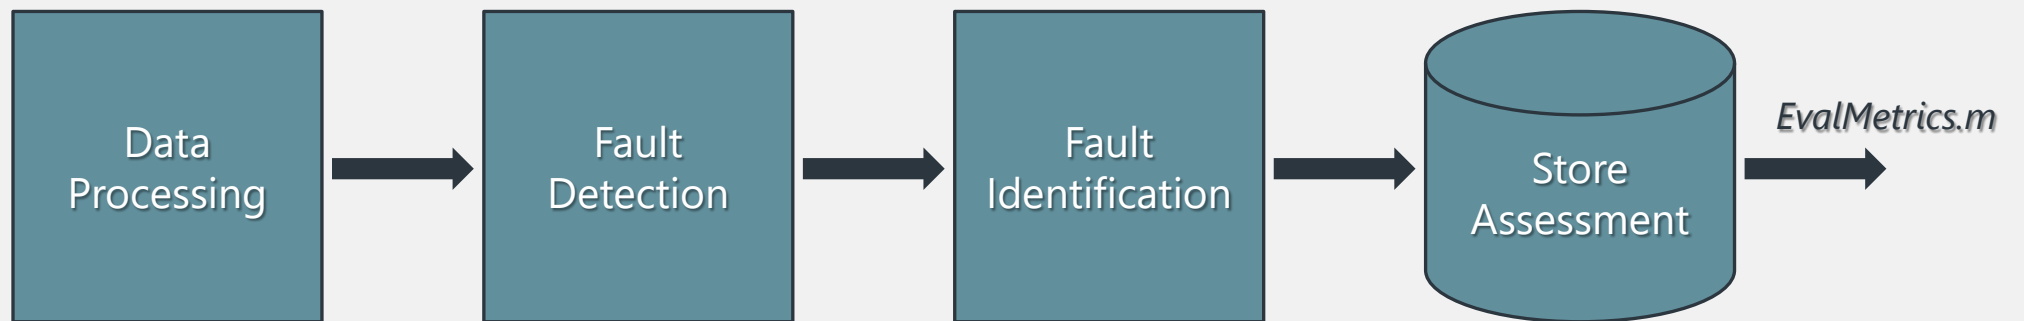 Data
Processing
Fault
Detection
Fault
Identification
Store
Assessment
EvalMetrics.m